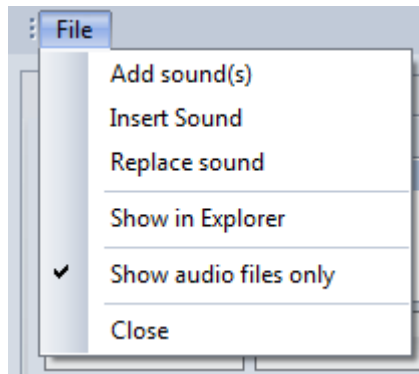 File
Add sound(s)
Insert Sound
Replace sound
Show in Explorer
Show audio files only
Close